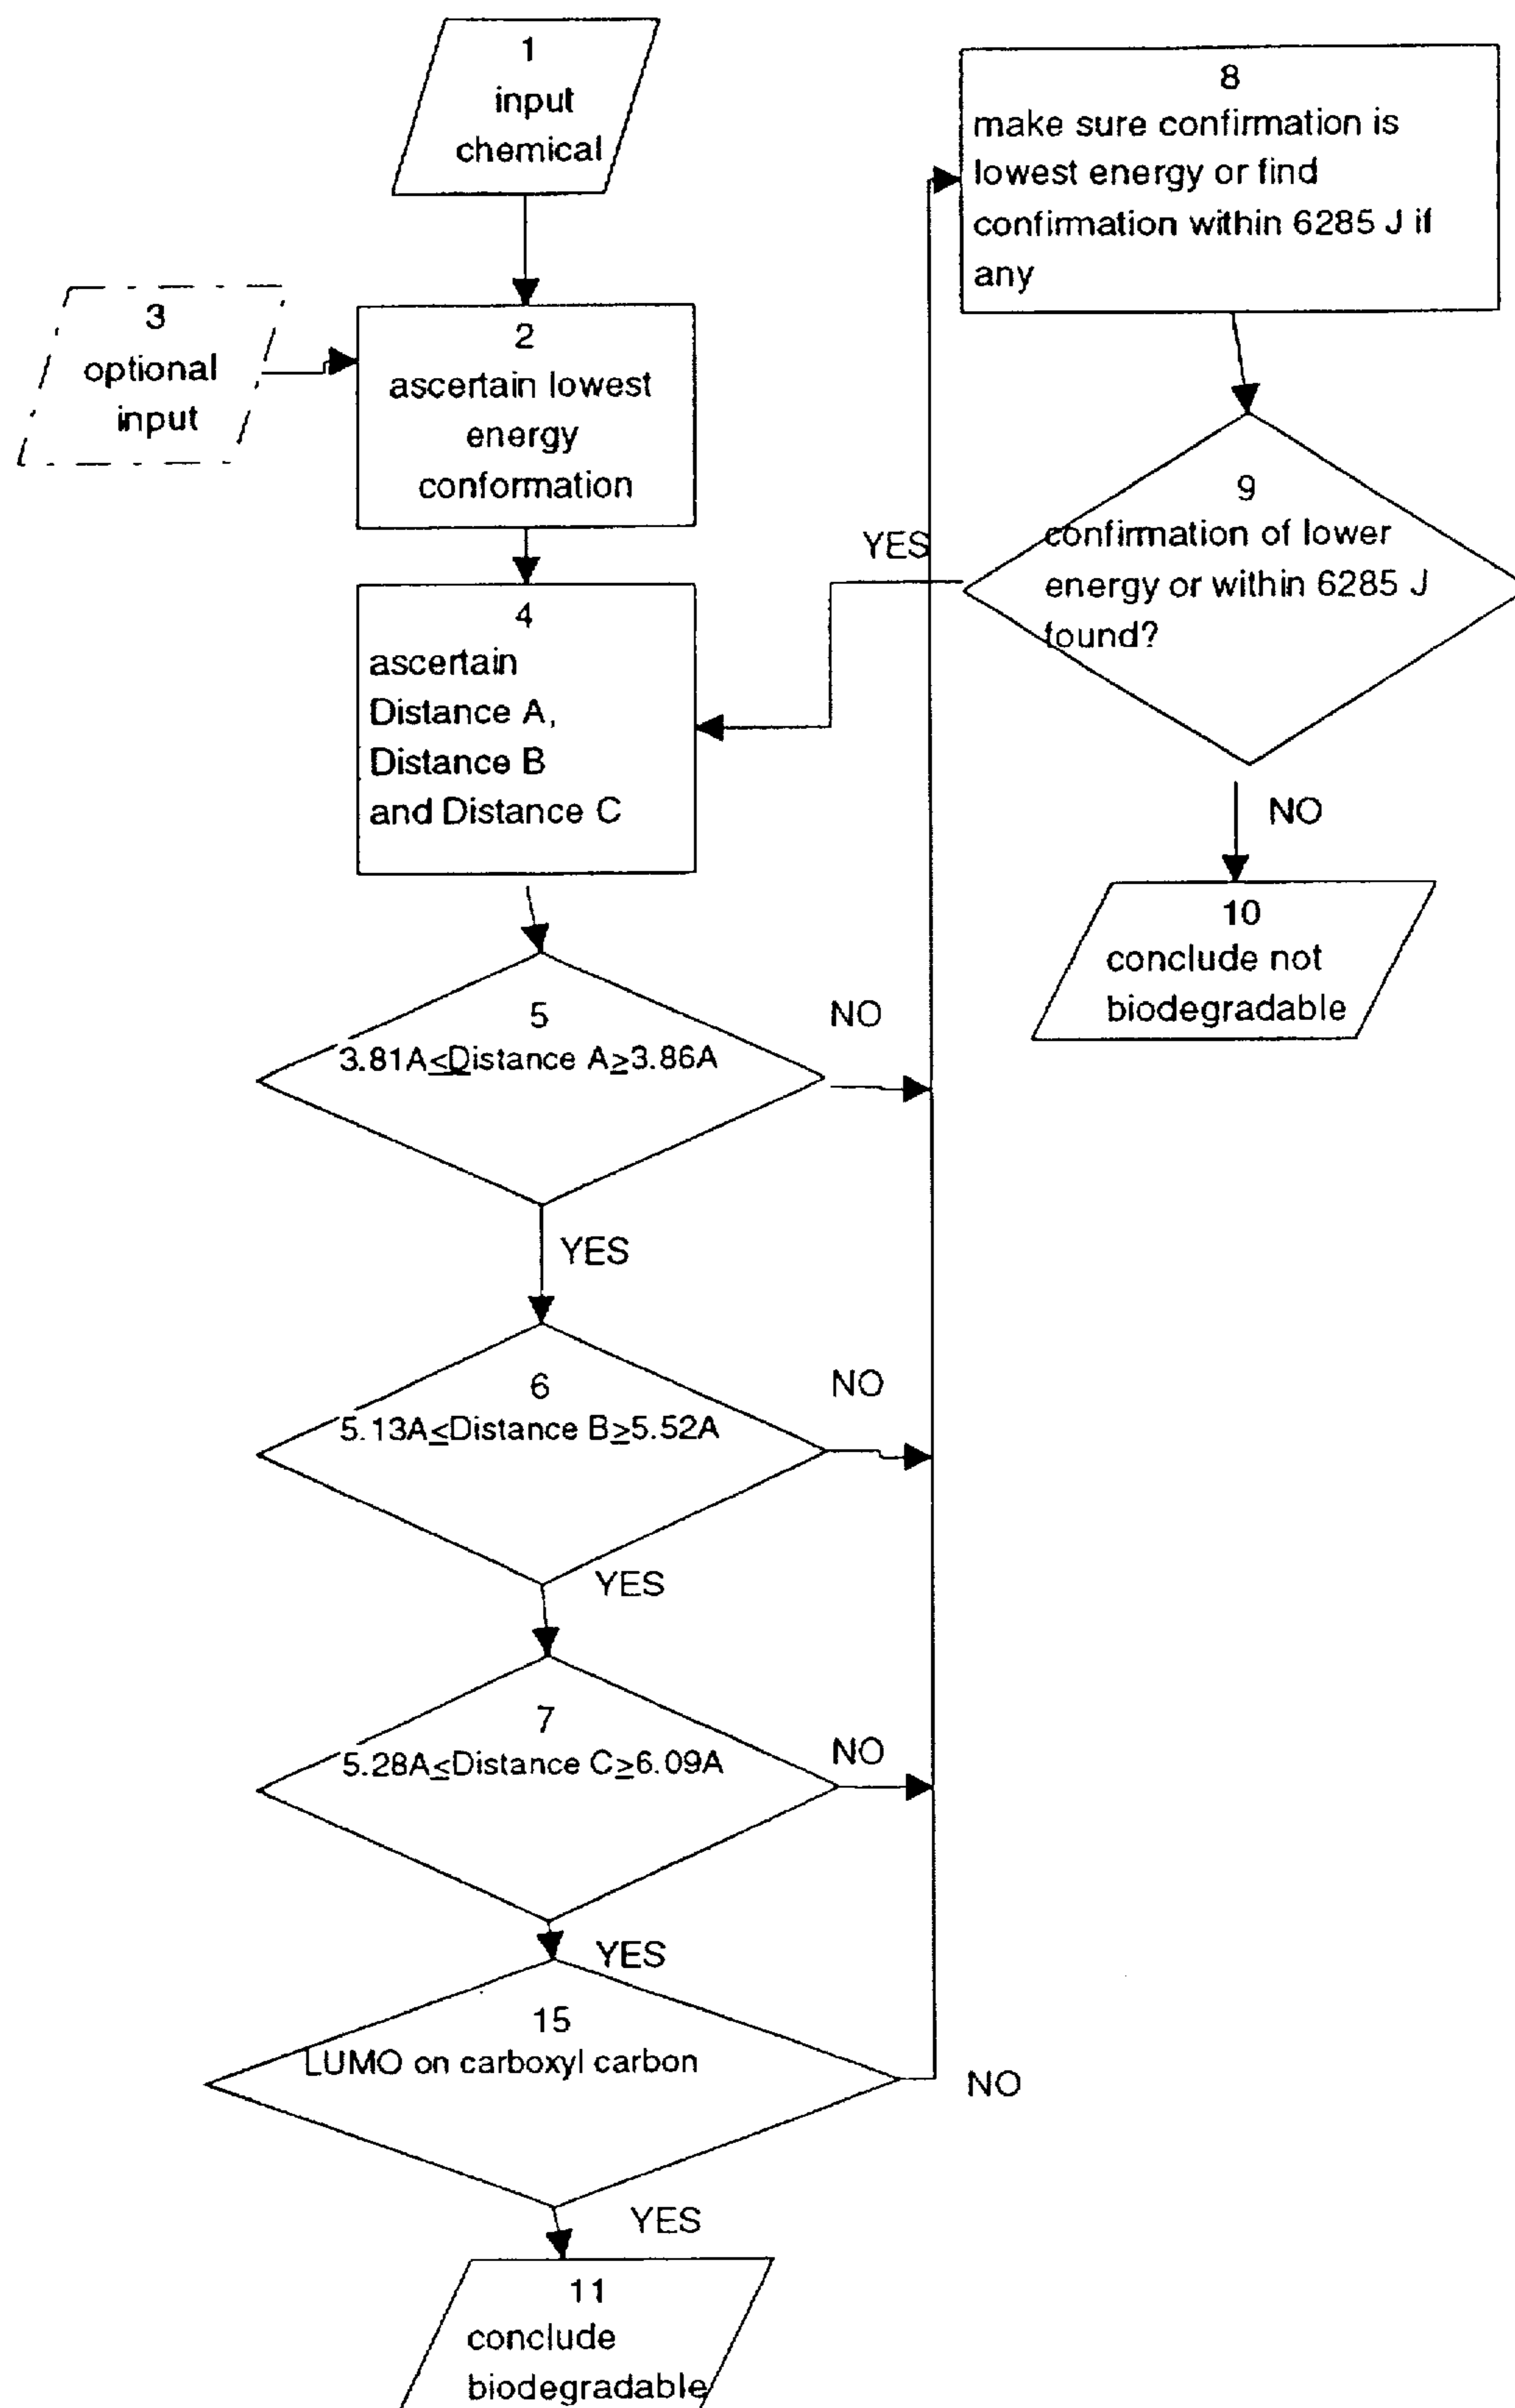 1
input
chemical
3
optional
input
2
ascertain lowest
energy
conformation
4
ascertain
Distance A,
Distance B
and Distance C
5
3.81A≤Distance A≥3.86A
NO
YES
6
5.13A≤Distance B≥5.52A
NO
YES
7
5.28A≤Distance C≥6.09A
NO
YES
15
LUMO on carboxyl carbon
NO
YES
11
conclude
biodegradable
8
make sure confirmation is
lowest energy or find
confirmation within 6285 J if
any
9
confirmation of lower
energy or within 6285 J
found?
YES
NO
10
conclude not
biodegradable